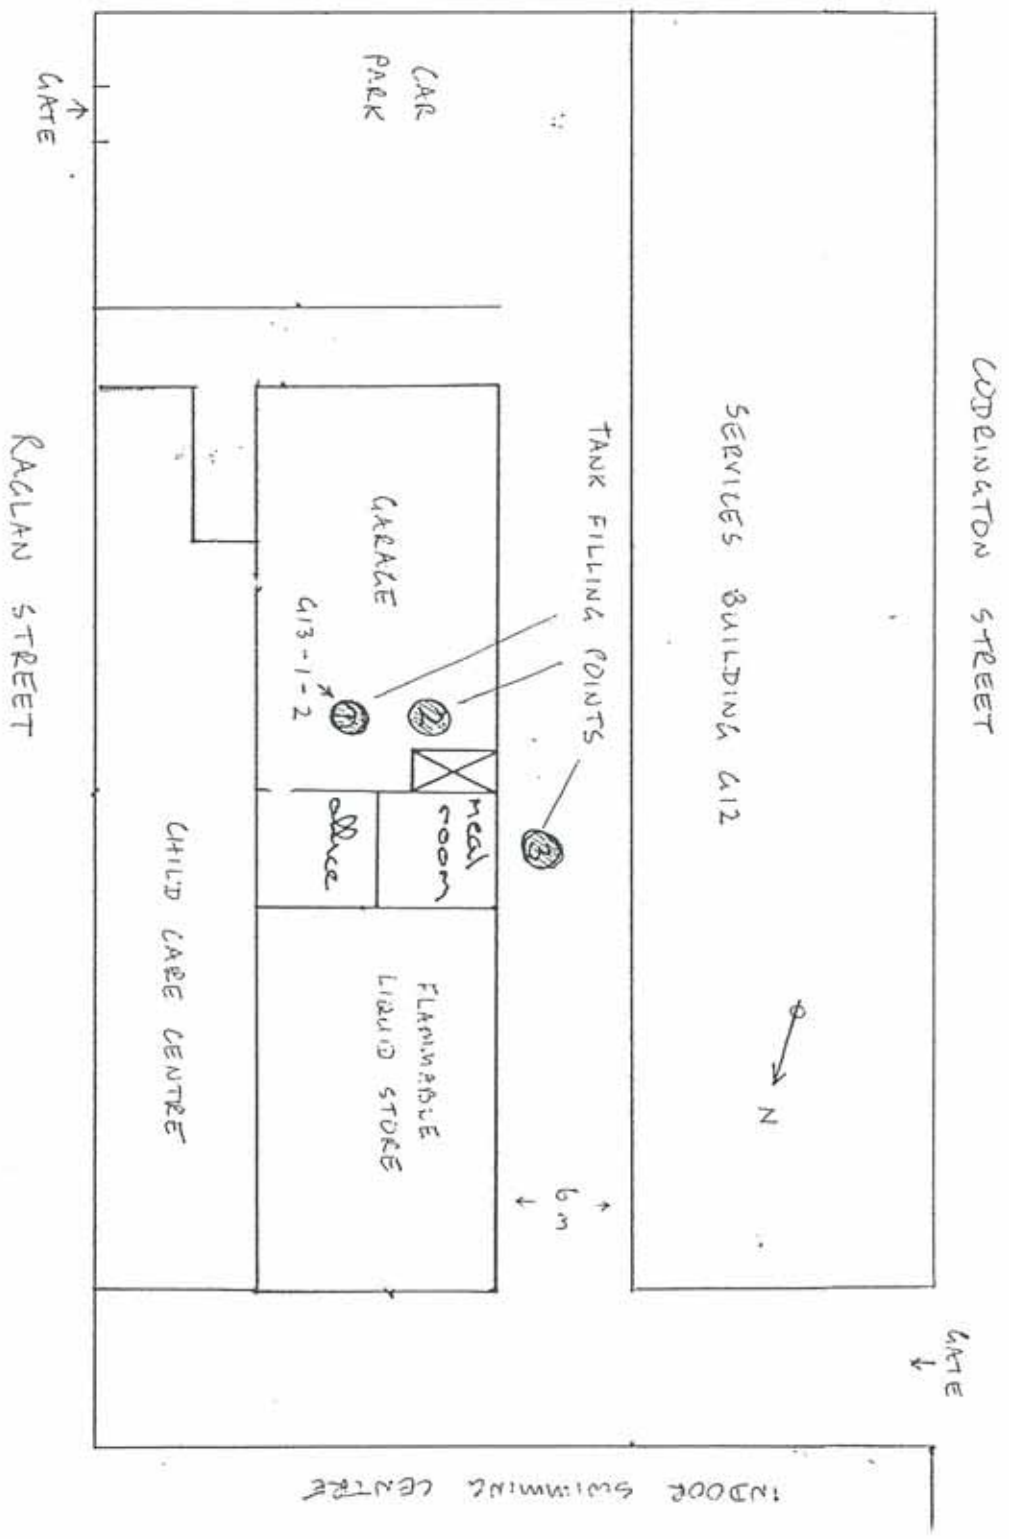 CODRINGTON STREET
GATE
SERVICES BUILDING G12
N
TANK FILLING POINTS
6m
CAR
PARK
GARAGE
G13-1-2
1
2
3
meal
room
office
FLAMMABLE
LIQUID STORE
CHILD CARE CENTRE
GATE
RAGLAN STREET
INDOOR SWIMMING CENTRE